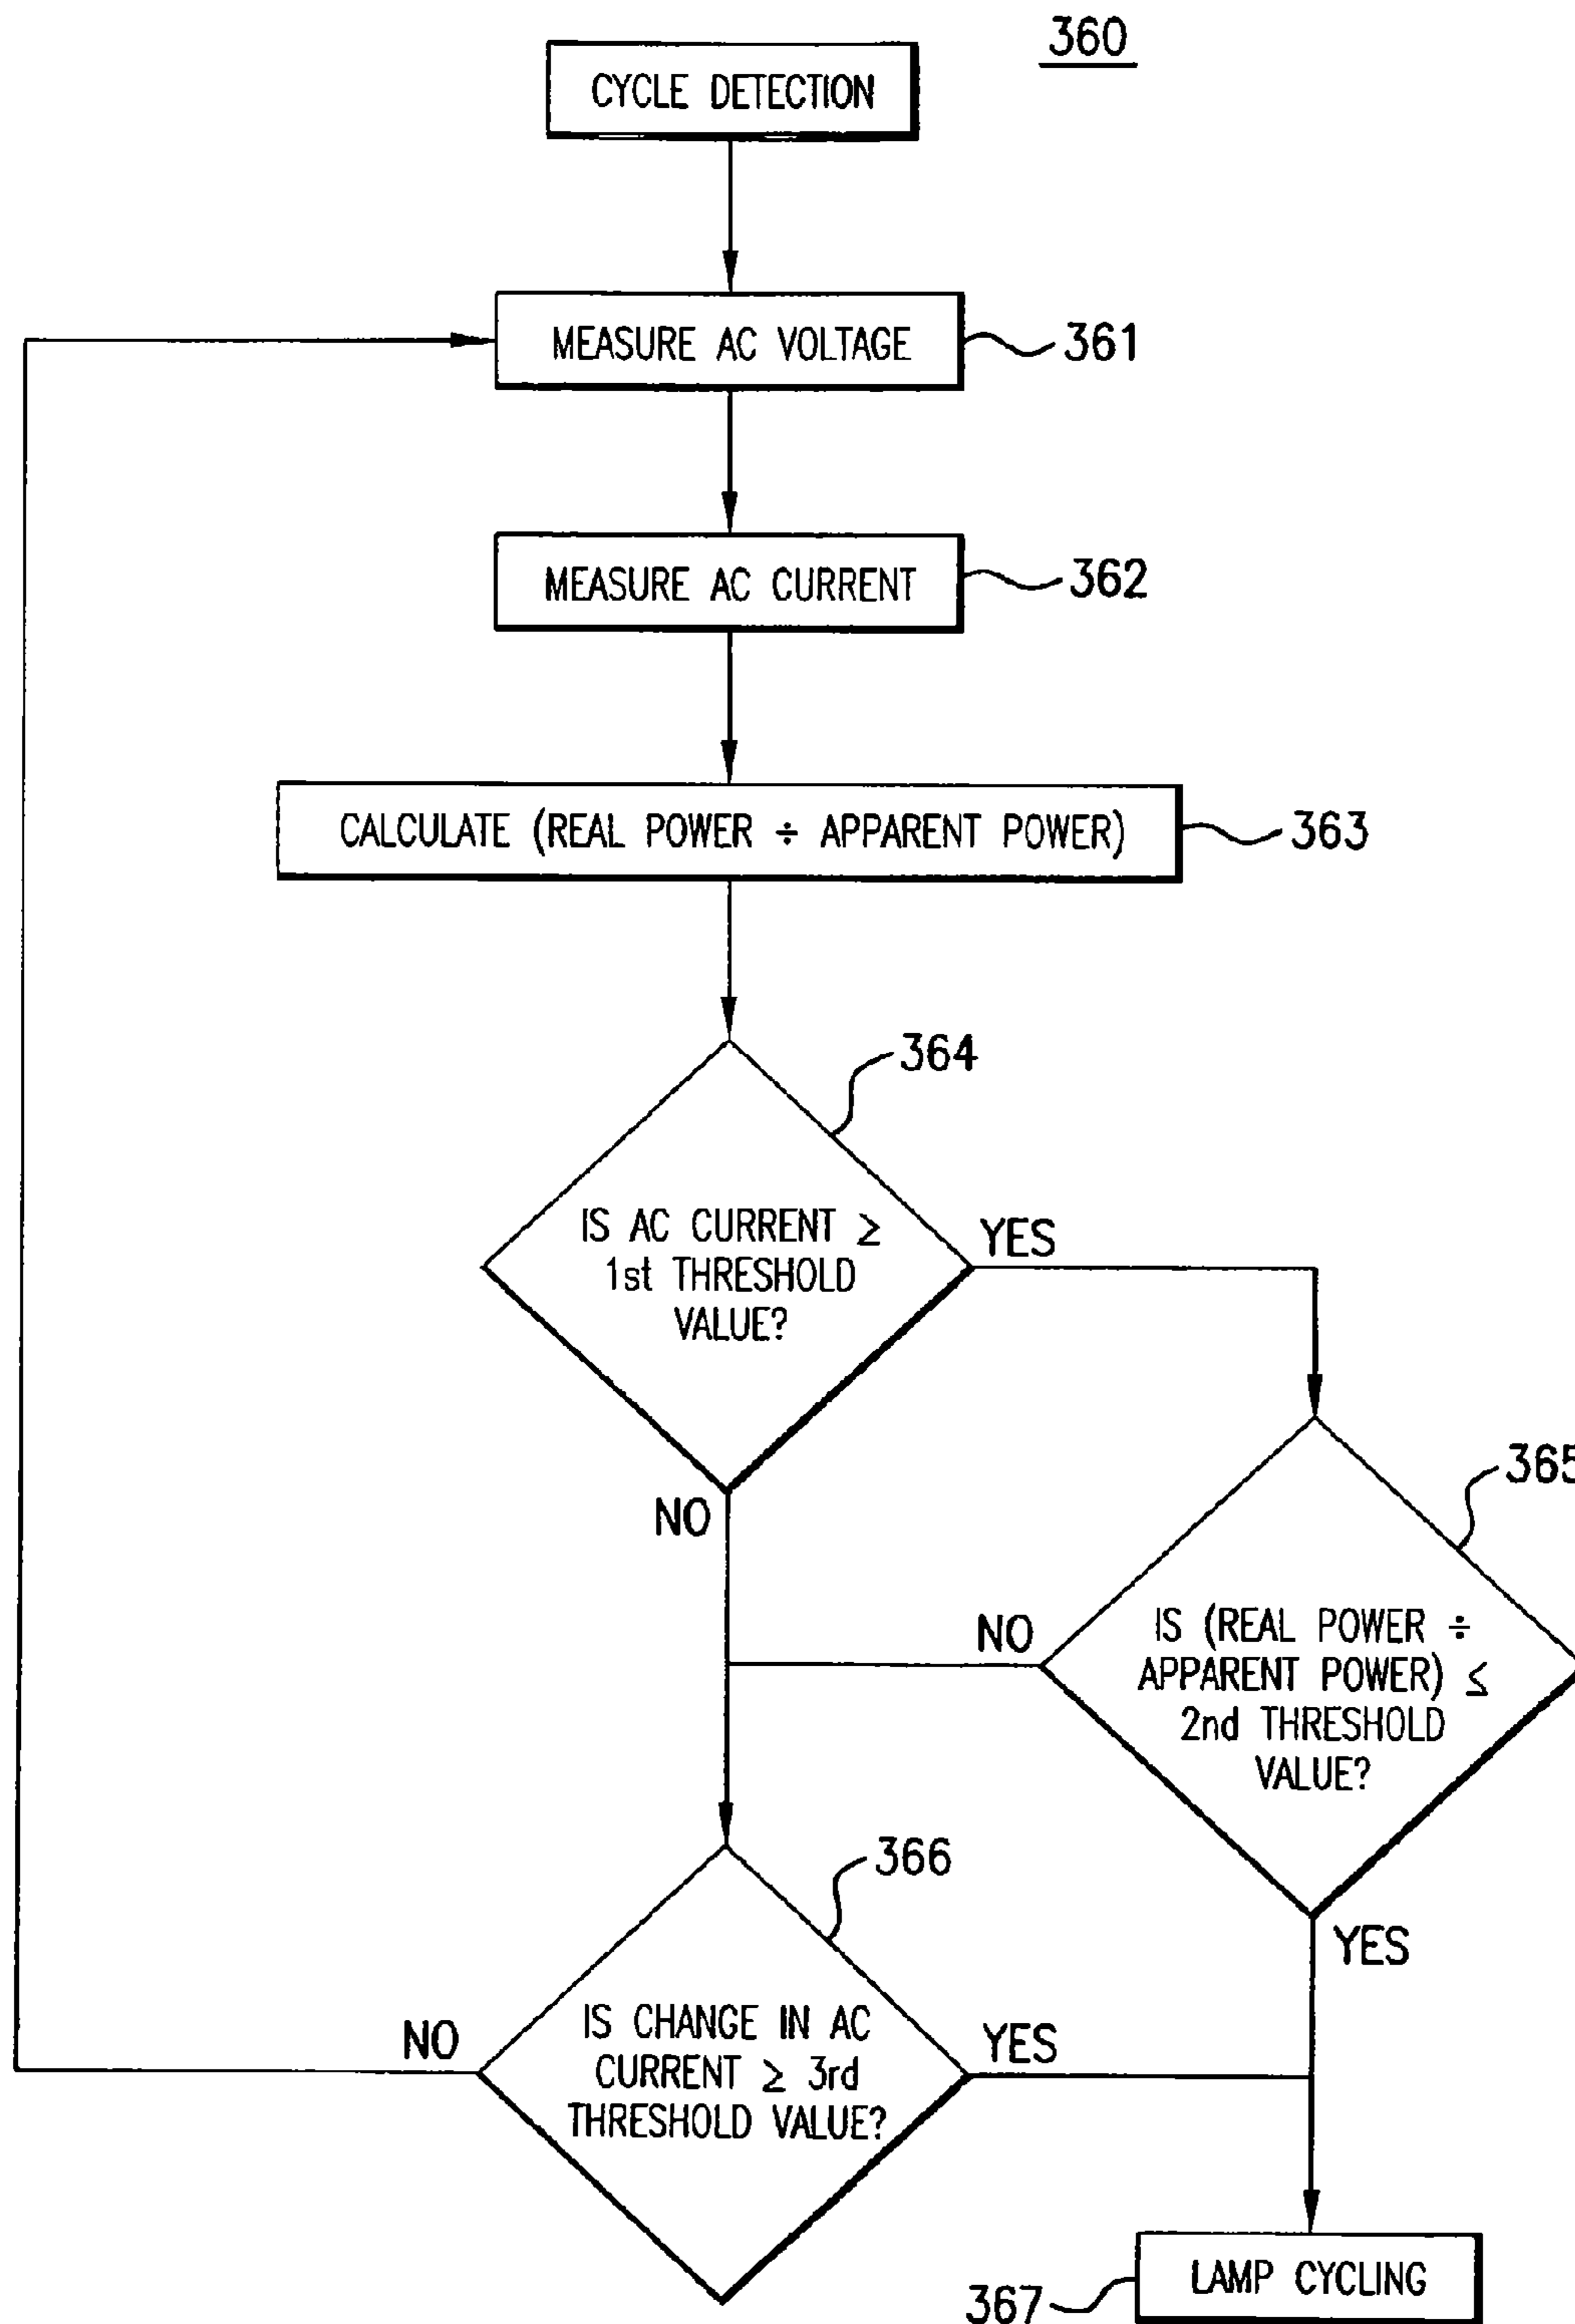 360
CYCLE DETECTION
MEASURE AC VOLTAGE
361
MEASURE AC CURRENT
362
CALCULATE (REAL POWER ÷ APPARENT POWER)
363
364
IS AC CURRENT ≥
1st THRESHOLD
VALUE?
YES
NO
365
IS (REAL POWER ÷
APPARENT POWER) ≤
2nd THRESHOLD
VALUE?
NO
YES
366
IS CHANGE IN AC
CURRENT ≥ 3rd
THRESHOLD VALUE?
NO
YES
LAMP CYCLING
367